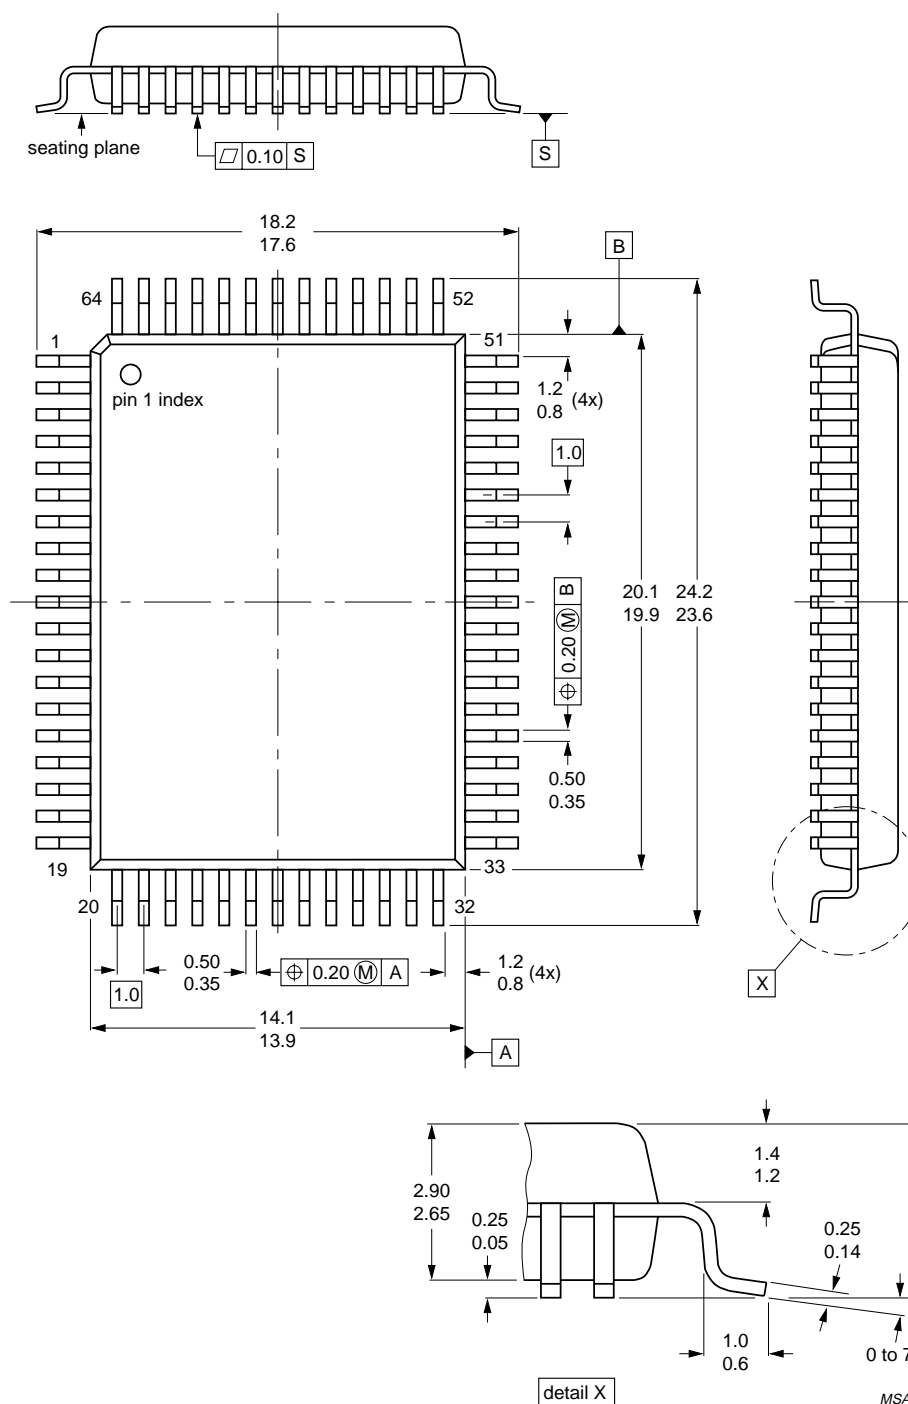 seating plane
0.10 S
S
18.2
17.6
B
64
52
1
51
pin 1 index
1.2
0.8 (4x)
1.0
20.1
19.9
24.2
23.6
⌖ 0.20 Ⓜ B
0.50
0.35
19
33
20
32
1.0
0.50
0.35
⌖ 0.20 Ⓜ A
1.2
0.8 (4x)
X
14.1
13.9
A
1.4
1.2
2.90
2.65
0.25
0.05
0.25
0.14
1.0
0.6
0 to 7
detail X
MSA